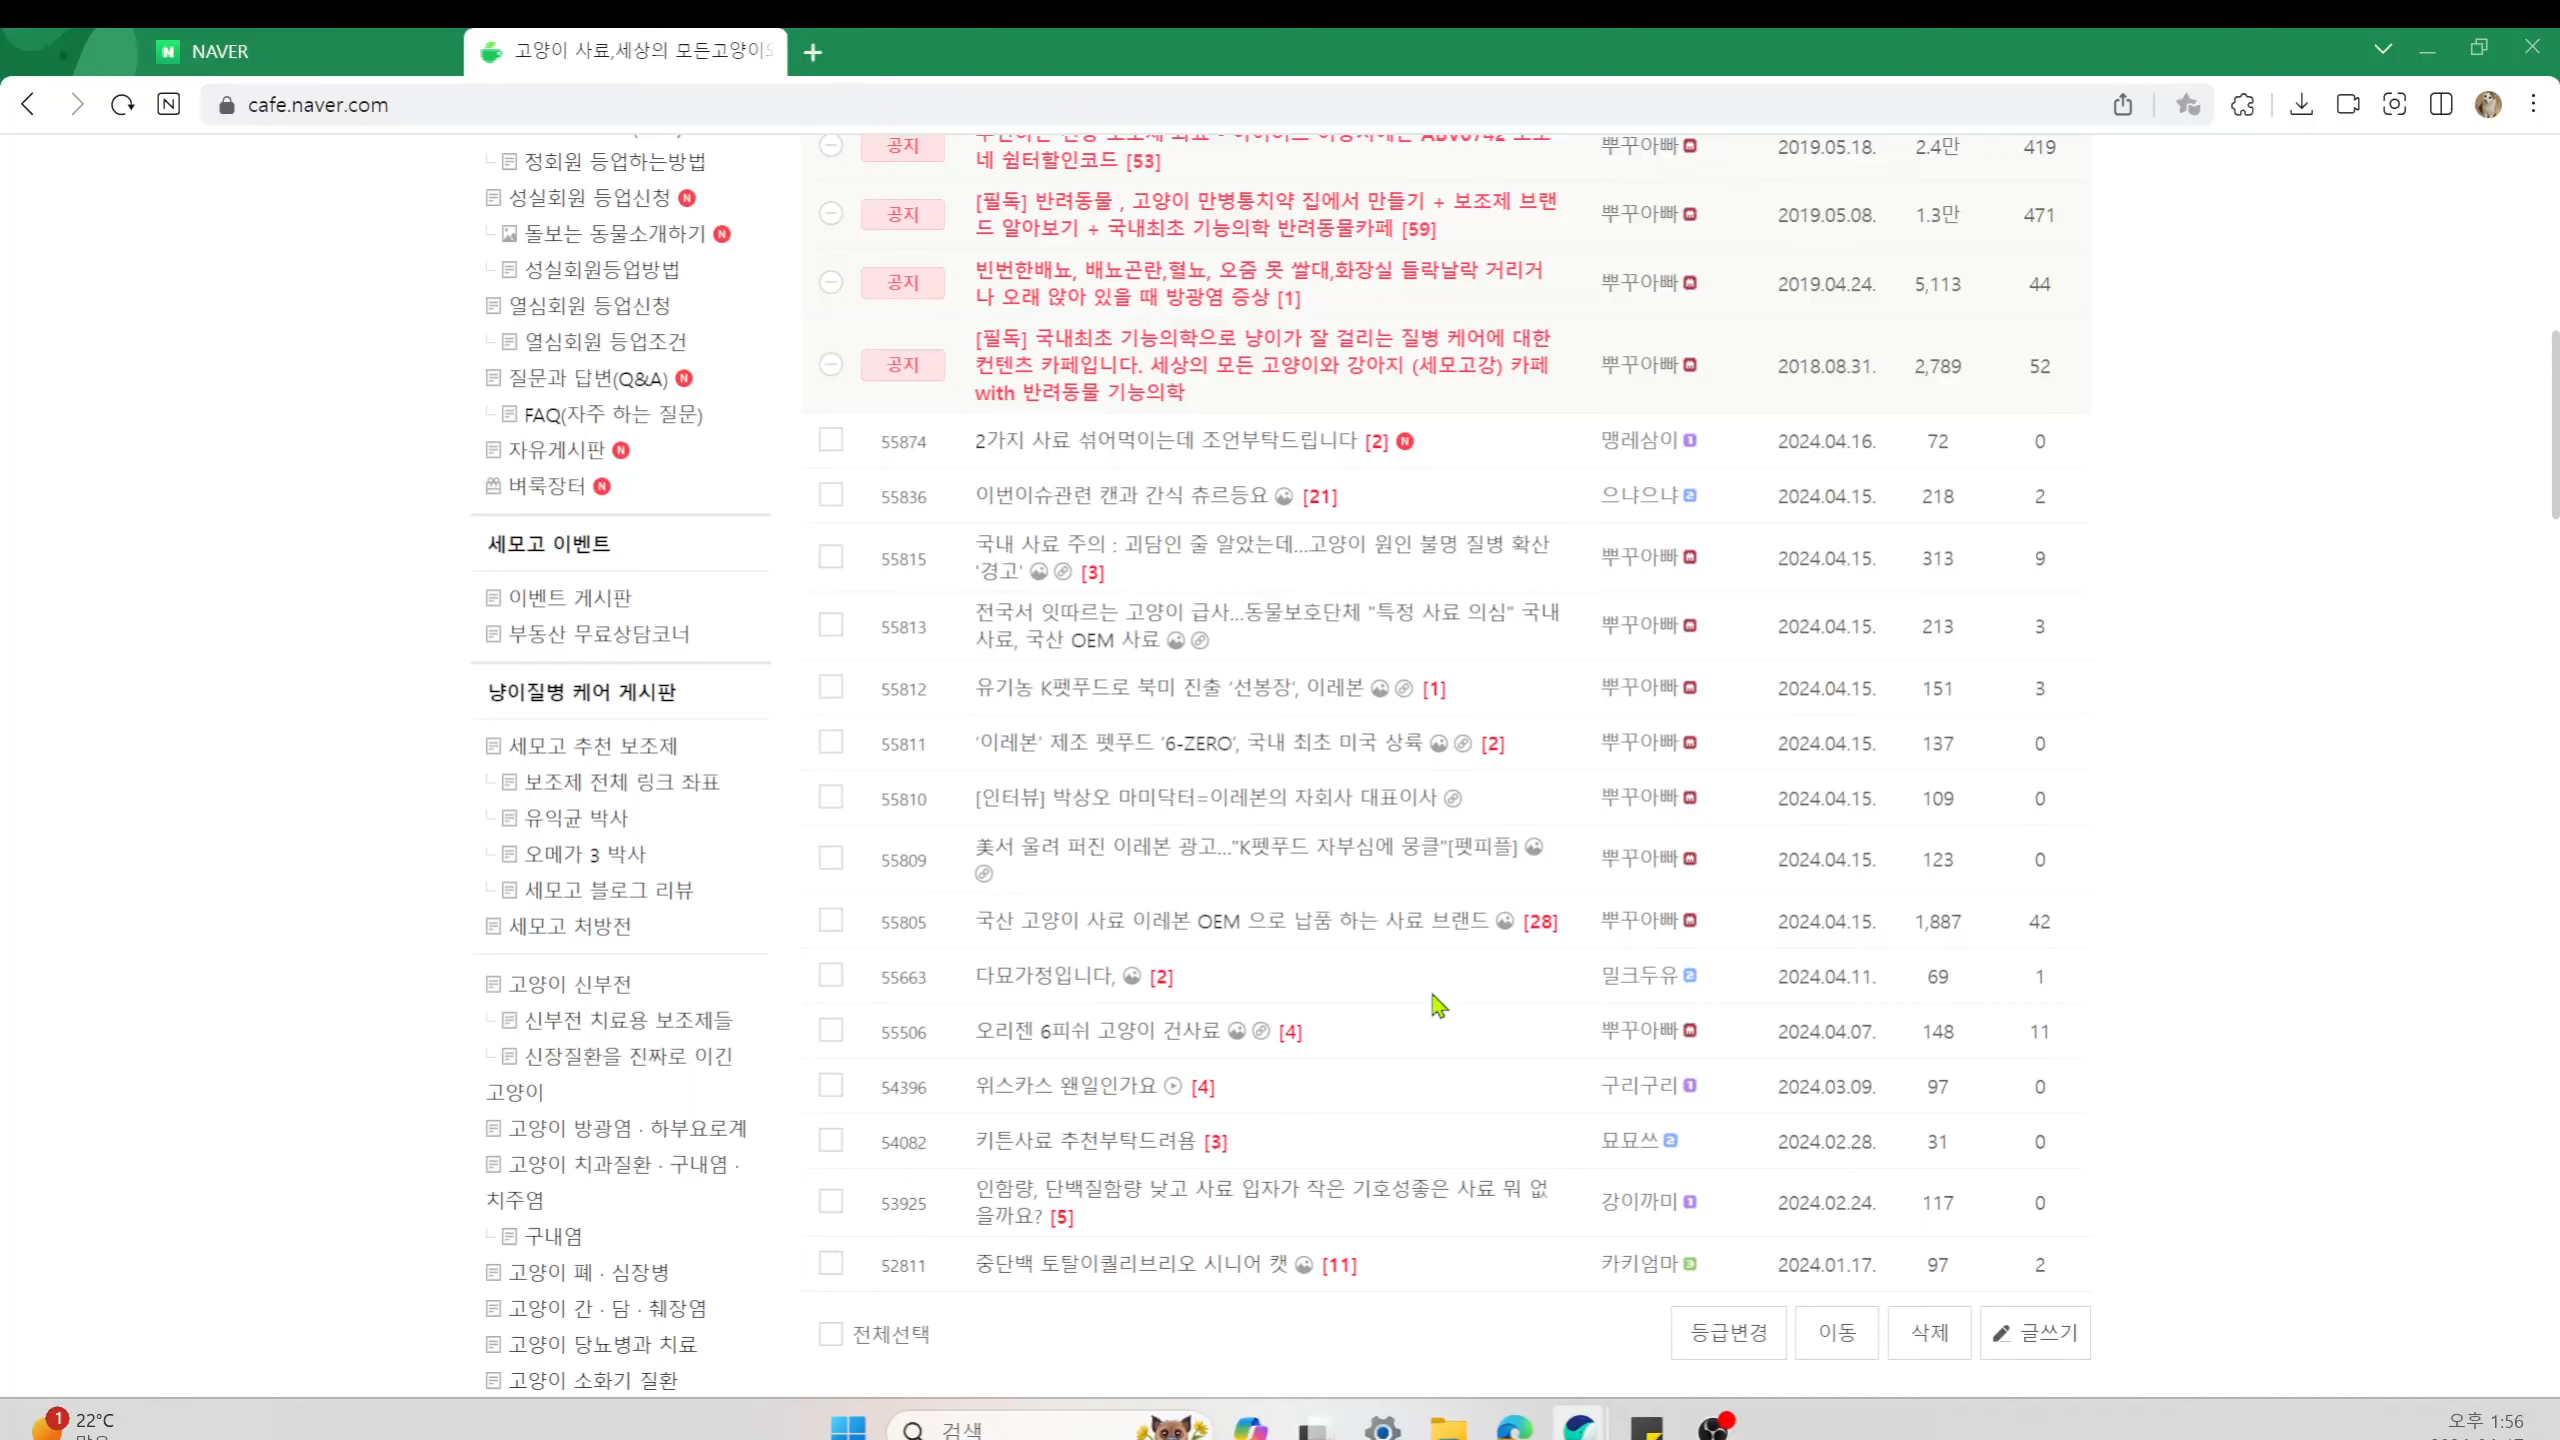 NAVER
고양이 사료,세상의 모든고양이
cafe.naver.com
정회원 등업하는방법
성실회원 등업신청
돌보는 동물소개하기
성실회원등업방법
열심회원 등업신청
열심회원 등업조건
질문과 답변(Q&A)
FAQ(자주 하는 질문)
자유게시판
벼룩장터
세모고 이벤트
이벤트 게시판
부동산 무료상담코너
냥이질병 케어 게시판
세모고 추천 보조제
보조제 전체 링크 좌표
유익균 박사
오메가 3 박사
세모고 블로그 리뷰
세모고 처방전
고양이 신부전
신부전 치료용 보조제들
신장질환을 진짜로 이긴
고양이
고양이 방광염 · 하부요로계
고양이 치과질환 · 구내염 ·
치주염
구내염
고양이 폐 · 심장병
고양이 간 · 담 · 췌장염
고양이 당뇨병과 치료
고양이 소화기 질환
공지
네 쉼터할인코드 [53]
뿌꾸아빠 2019.05.18. 2.4만 419
공지 [필독] 반려동물 , 고양이 만병통치약 집에서 만들기 + 보조제 브랜
드 알아보기 + 국내최초 기능의학 반려동물카페 [59]
뿌꾸아빠 2019.05.08. 1.3만 471
공지 빈번한배뇨, 배뇨곤란,혈뇨, 오줌 못 쌀대,화장실 들락날락 거리거
나 오래 앉아 있을 때 방광염 증상 [1]
뿌꾸아빠 2019.04.24. 5,113 44
공지 [필독] 국내최초 기능의학으로 냥이가 잘 걸리는 질병 케어에 대한
컨텐츠 카페입니다. 세상의 모든 고양이와 강아지 (세모고강) 카페
with 반려동물 기능의학
뿌꾸아빠 2018.08.31. 2,789 52
55874 2가지 사료 섞어먹이는데 조언부탁드립니다 [2] 맹레삼이 2024.04.16. 72 0
55836 이번이슈관련 캔과 간식 츄르등요 [21] 으냐으냐 2024.04.15. 218 2
55815 국내 사료 주의 : 괴담인 줄 알았는데...고양이 원인 불명 질병 확산
'경고' [3]
뿌꾸아빠 2024.04.15. 313 9
55813 전국서 잇따르는 고양이 급사...동물보호단체 "특정 사료 의심" 국내
사료, 국산 OEM 사료
뿌꾸아빠 2024.04.15. 213 3
55812 유기농 K펫푸드로 북미 진출 '선봉장', 이레본 [1] 뿌꾸아빠 2024.04.15. 151 3
55811 '이레본' 제조 펫푸드 '6-ZERO', 국내 최초 미국 상륙 [2] 뿌꾸아빠 2024.04.15. 137 0
55810 [인터뷰] 박상오 마미닥터=이레본의 자회사 대표이사 뿌꾸아빠 2024.04.15. 109 0
55809 美서 울려 퍼진 이레본 광고..."K펫푸드 자부심에 뭉클"[펫피플] 뿌꾸아빠 2024.04.15. 123 0
55805 국산 고양이 사료 이레본 OEM 으로 납품 하는 사료 브랜드 [28] 뿌꾸아빠 2024.04.15. 1,887 42
55663 다묘가정입니다, [2] 밀크두유 2024.04.11. 69 1
55506 오리젠 6피쉬 고양이 건사료 [4] 뿌꾸아빠 2024.04.07. 148 11
54396 위스카스 왠일인가요 [4] 구리구리 2024.03.09. 97 0
54082 키튼사료 추천부탁드려욤 [3] 묘묘쓰 2024.02.28. 31 0
53925 인함량, 단백질함량 낮고 사료 입자가 작은 기호성좋은 사료 뭐 없
을까요? [5]
강이까미 2024.02.24. 117 0
52811 중단백 토탈이퀄리브리오 시니어 캣 [11] 카키엄마 2024.01.17. 97 2
전체선택 등급변경 이동 삭제 글쓰기
1 22°C
검색
오후 1:56